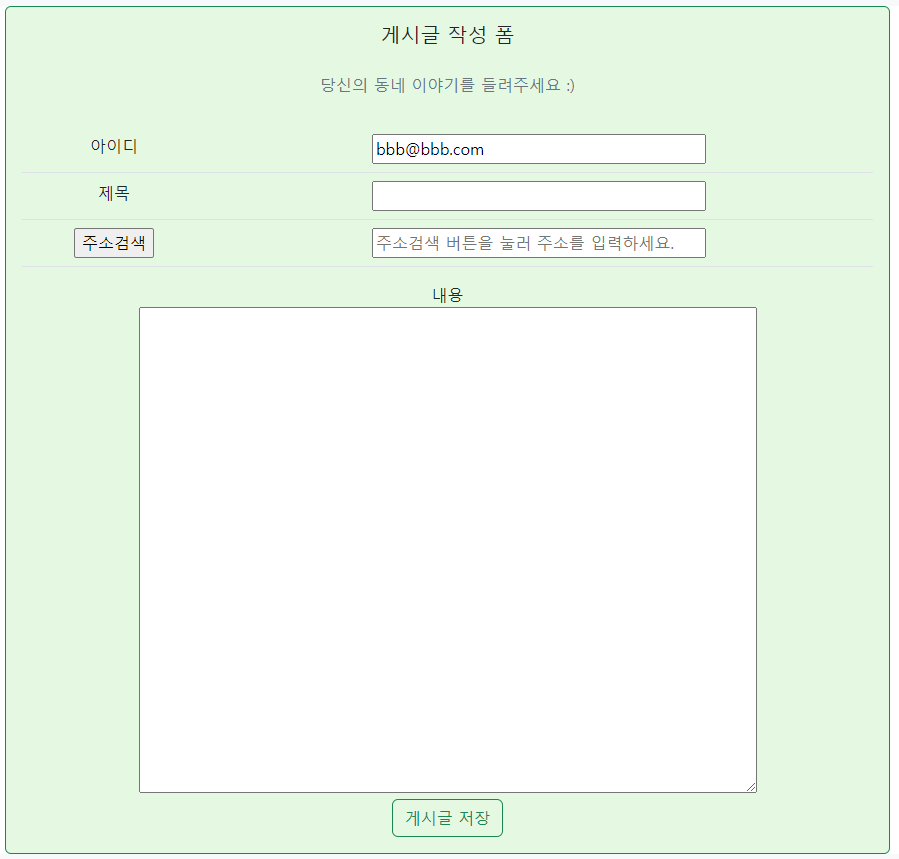 게시글 작성 폼
당신의 동네 이야기를 들려주세요 :)
아이디 bbb@bbb.com
제목
주소검색 주소검색 버튼을 눌러 주소를 입력하세요.
내용
게시글 저장